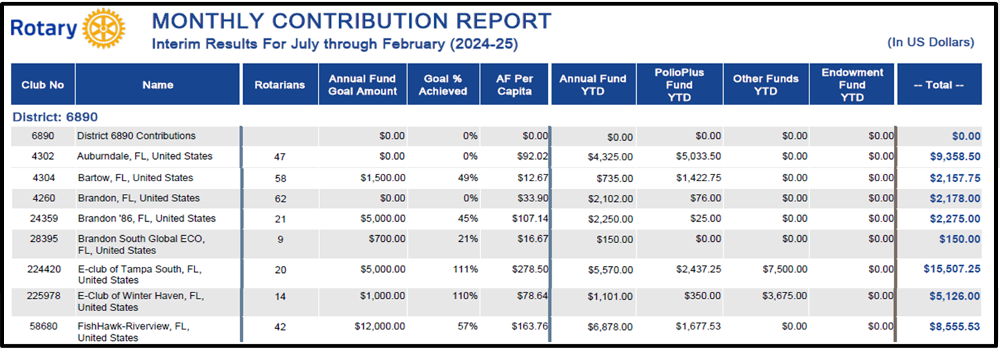 Rotary
MONTHLY CONTRIBUTION REPORT
Interim Results For July through February (2024-25)
(In US Dollars)
Club No Name Rotarians Annual Fund Goal Amount Goal % Achieved AF Per Capita Annual Fund YTD PolioPlus Fund YTD Other Funds YTD Endowment Fund YTD -- Total --
District: 6890
6890 District 6890 Contributions $0.00 0% $0.00 $0.00 $0.00 $0.00 $0.00 $0.00
4302 Auburndale, FL, United States 47 $0.00 0% $92.02 $4,325.00 $5,033.50 $0.00 $0.00 $9,358.50
4304 Bartow, FL, United States 58 $1,500.00 49% $12.67 $735.00 $1,422.75 $0.00 $0.00 $2,157.75
4260 Brandon, FL, United States 62 $0.00 0% $33.90 $2,102.00 $76.00 $0.00 $0.00 $2,178.00
24359 Brandon '86, FL, United States 21 $5,000.00 45% $107.14 $2,250.00 $25.00 $0.00 $0.00 $2,275.00
28395 Brandon South Global ECO, 9 $700.00 21% $16.67 $150.00 $0.00 $0.00 $0.00 $150.00
FL, United States
224420 E-club of Tampa South, FL, 20 $5,000.00 111% $278.50 $5,570.00 $2,437.25 $7,500.00 $0.00 $15,507.25
United States
225978 E-Club of Winter Haven, FL, 14 $1,000.00 110% $78.64 $1,101.00 $350.00 $3,675.00 $0.00 $5,126.00
United States
58680 FishHawk-Riverview, FL, 42 $12,000.00 57% $163.76 $6,878.00 $1,677.53 $0.00 $0.00 $8,555.53
United States